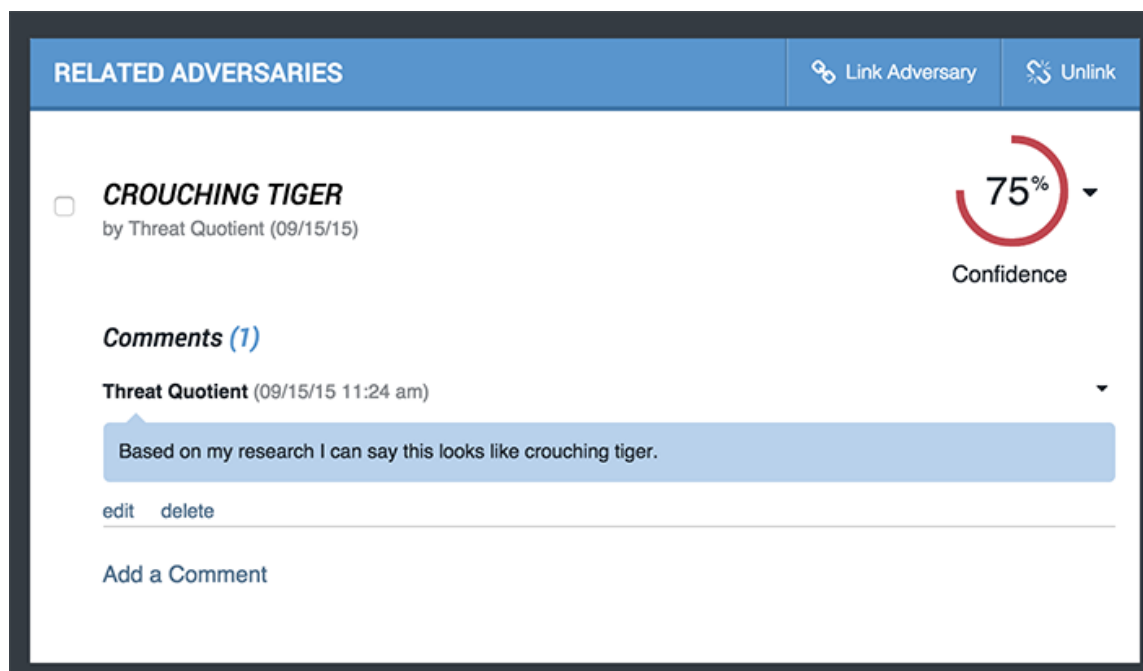 RELATED ADVERSARIES Link Adversary Unlink
CROUCHING TIGER
by Threat Quotient (09/15/15)
75%
Confidence
Comments (1)
Threat Quotient (09/15/15 11:24 am)
Based on my research I can say this looks like crouching tiger.
edit delete
Add a Comment